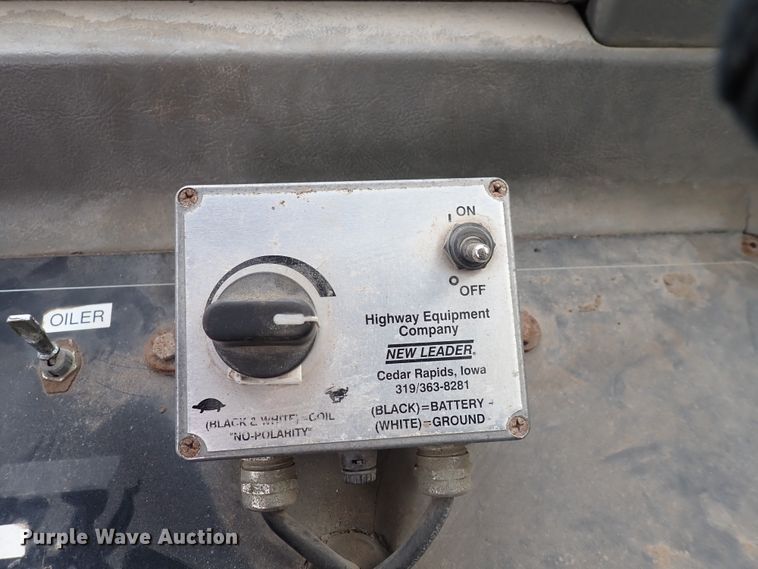 ON
OFF
OILER
Highway Equipment
Company
NEW LEADER
Cedar Rapids, Iowa
319/363-8281
(BLACK)=BATTERY -
(WHITE)=GROUND
(BLACK & WHITE)=COIL
"NO-POLARITY"
Purple Wave Auction